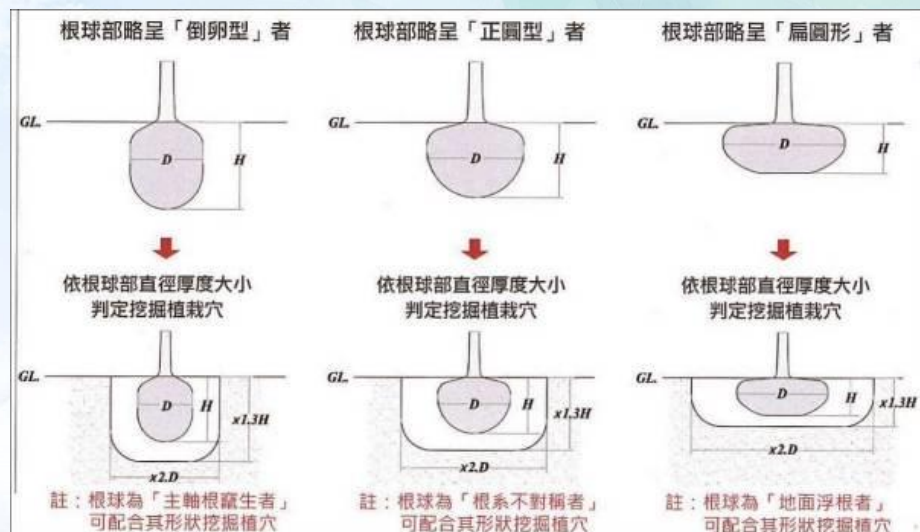 根球部略呈「倒卵型」者
GL.
D
H
依根球部直徑厚度大小
判定挖掘植栽穴
GL.
D
H
x1.3H
x2.D
註：根球為「主軸根竄生者」
可配合其形狀挖掘植穴
根球部略呈「正圓型」者
GL.
D
H
依根球部直徑厚度大小
判定挖掘植栽穴
GL.
D
H
x1.3H
x2.D
註：根球為「根系不對稱者」
可配合其形狀挖掘植穴
根球部略呈「扁圓形」者
GL.
D
H
依根球部直徑厚度大小
判定挖掘植栽穴
GL.
D
H
x1.3H
x2.D
註：根球為「地面浮根者」
可配合其形狀挖掘植穴